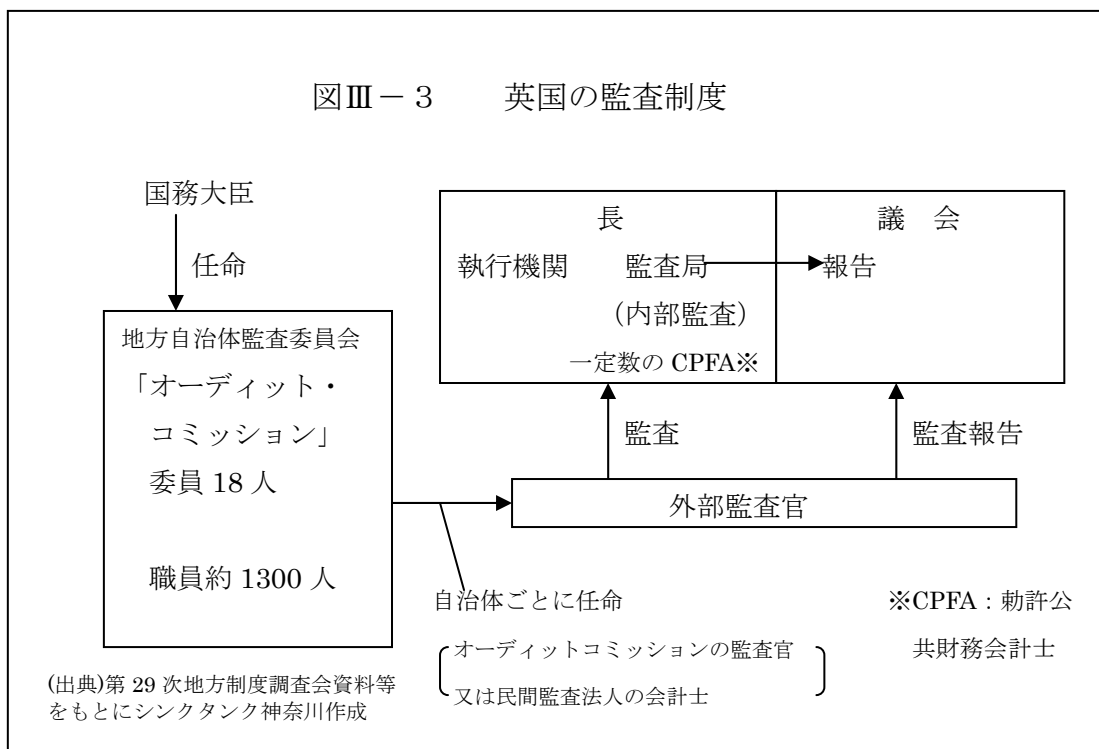 図Ⅲ－３　　英国の監査制度
国務大臣
任命
地方自治体監査委員会
「オーディット・
コミッション」
委員 18 人
職員約 1300 人
長
執行機関　　監査局
（内部監査）
一定数の CPFA※
議　会
報告
監査
監査報告
外部監査官
自治体ごとに任命
オーディットコミッションの監査官
又は民間監査法人の会計士
※CPFA：勅許公
共財務会計士
(出典)第 29 次地方制度調査会資料等
をもとにシンクタンク神奈川作成